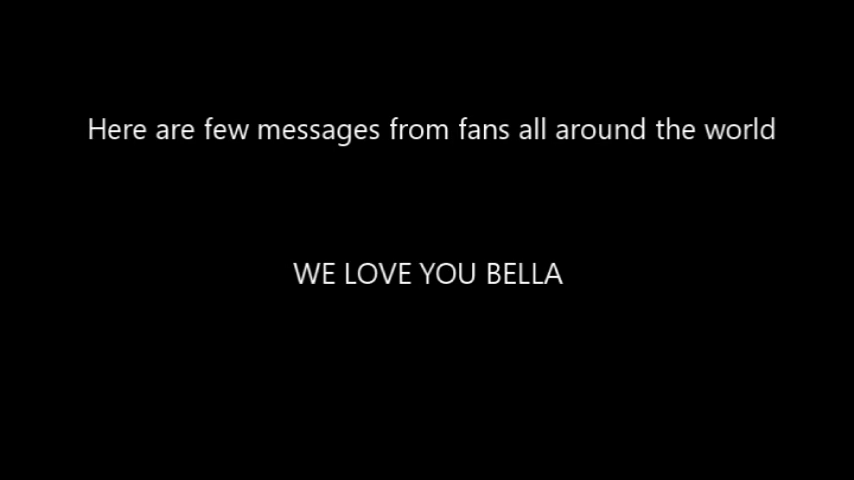 Here are few messages from fans all around the world
WE LOVE YOU BELLA